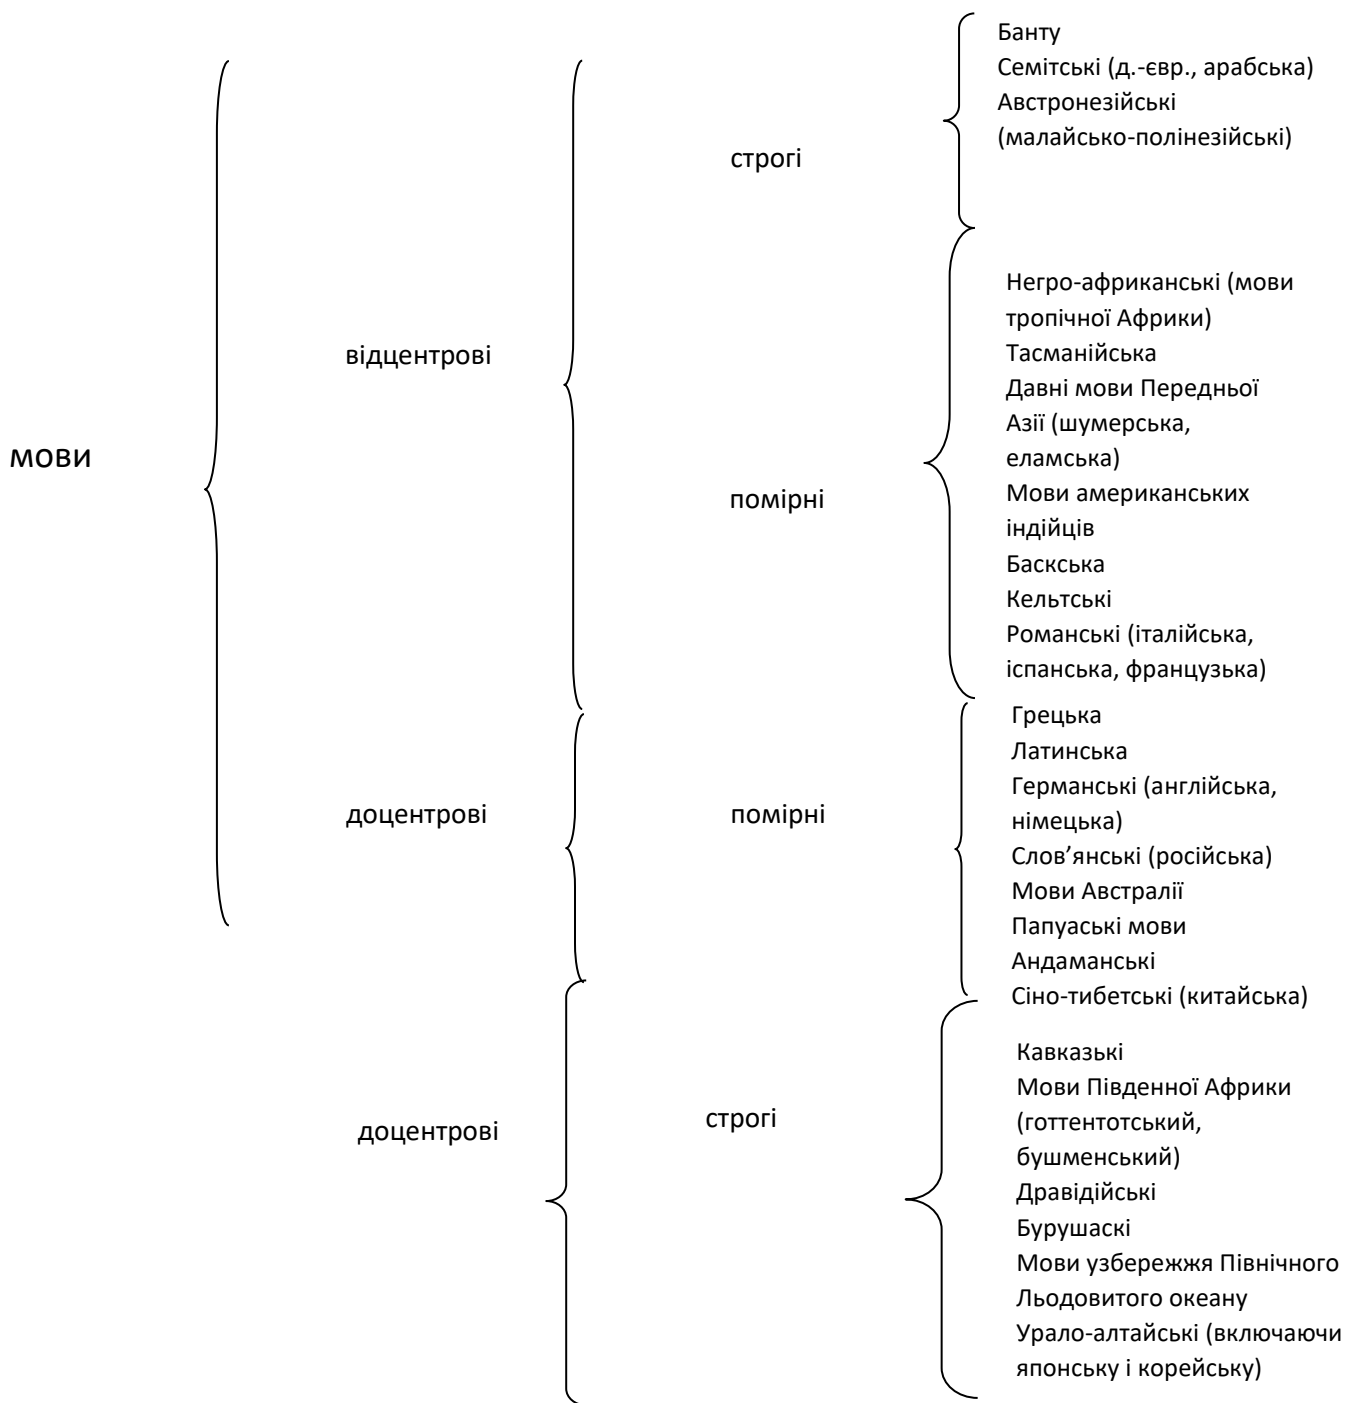 мови
відцентрові
строгі
Банту
Семітські (д.-євр., арабська)
Австронезійські
(малайсько-полінезійські)
помірні
Негро-африканські (мови
тропічної Африки)
Тасманійська
Давні мови Передньої
Азії (шумерська,
еламська)
Мови американських
індійців
Баскська
Кельтські
Романські (італійська,
іспанська, французька)
доцентрові
помірні
Грецька
Латинська
Германські (англійська,
німецька)
Слов’янські (російська)
Мови Австралії
Папуаські мови
Андаманські
Сіно-тибетські (китайська)
доцентрові
строгі
Кавказькі
Мови Південної Африки
(готтентотський,
бушменський)
Дравідійські
Бурушаскі
Мови узбережжя Північного
Льодовитого океану
Урало-алтайські (включаючи
японську і корейську)